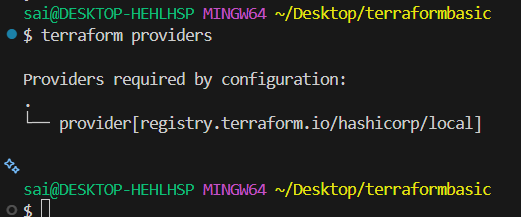 sai@DESKTOP-HEHLHSP MINGW64 ~/Desktop/terraformbasic
$ terraform providers
Providers required by configuration:
.
└── provider[registry.terraform.io/hashicorp/local]
sai@DESKTOP-HEHLHSP MINGW64 ~/Desktop/terraformbasic
$